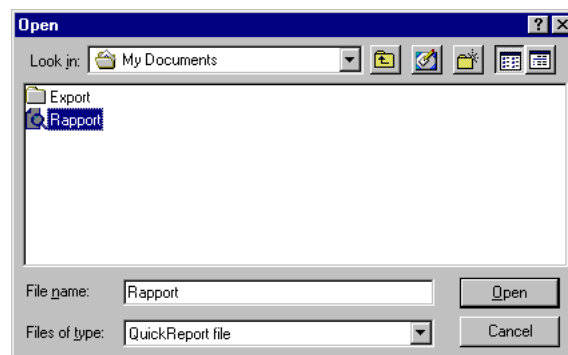 Open
Look in: My Documents
Export
Rapport
File name: Rapport Open
Files of type: QuickReport file Cancel